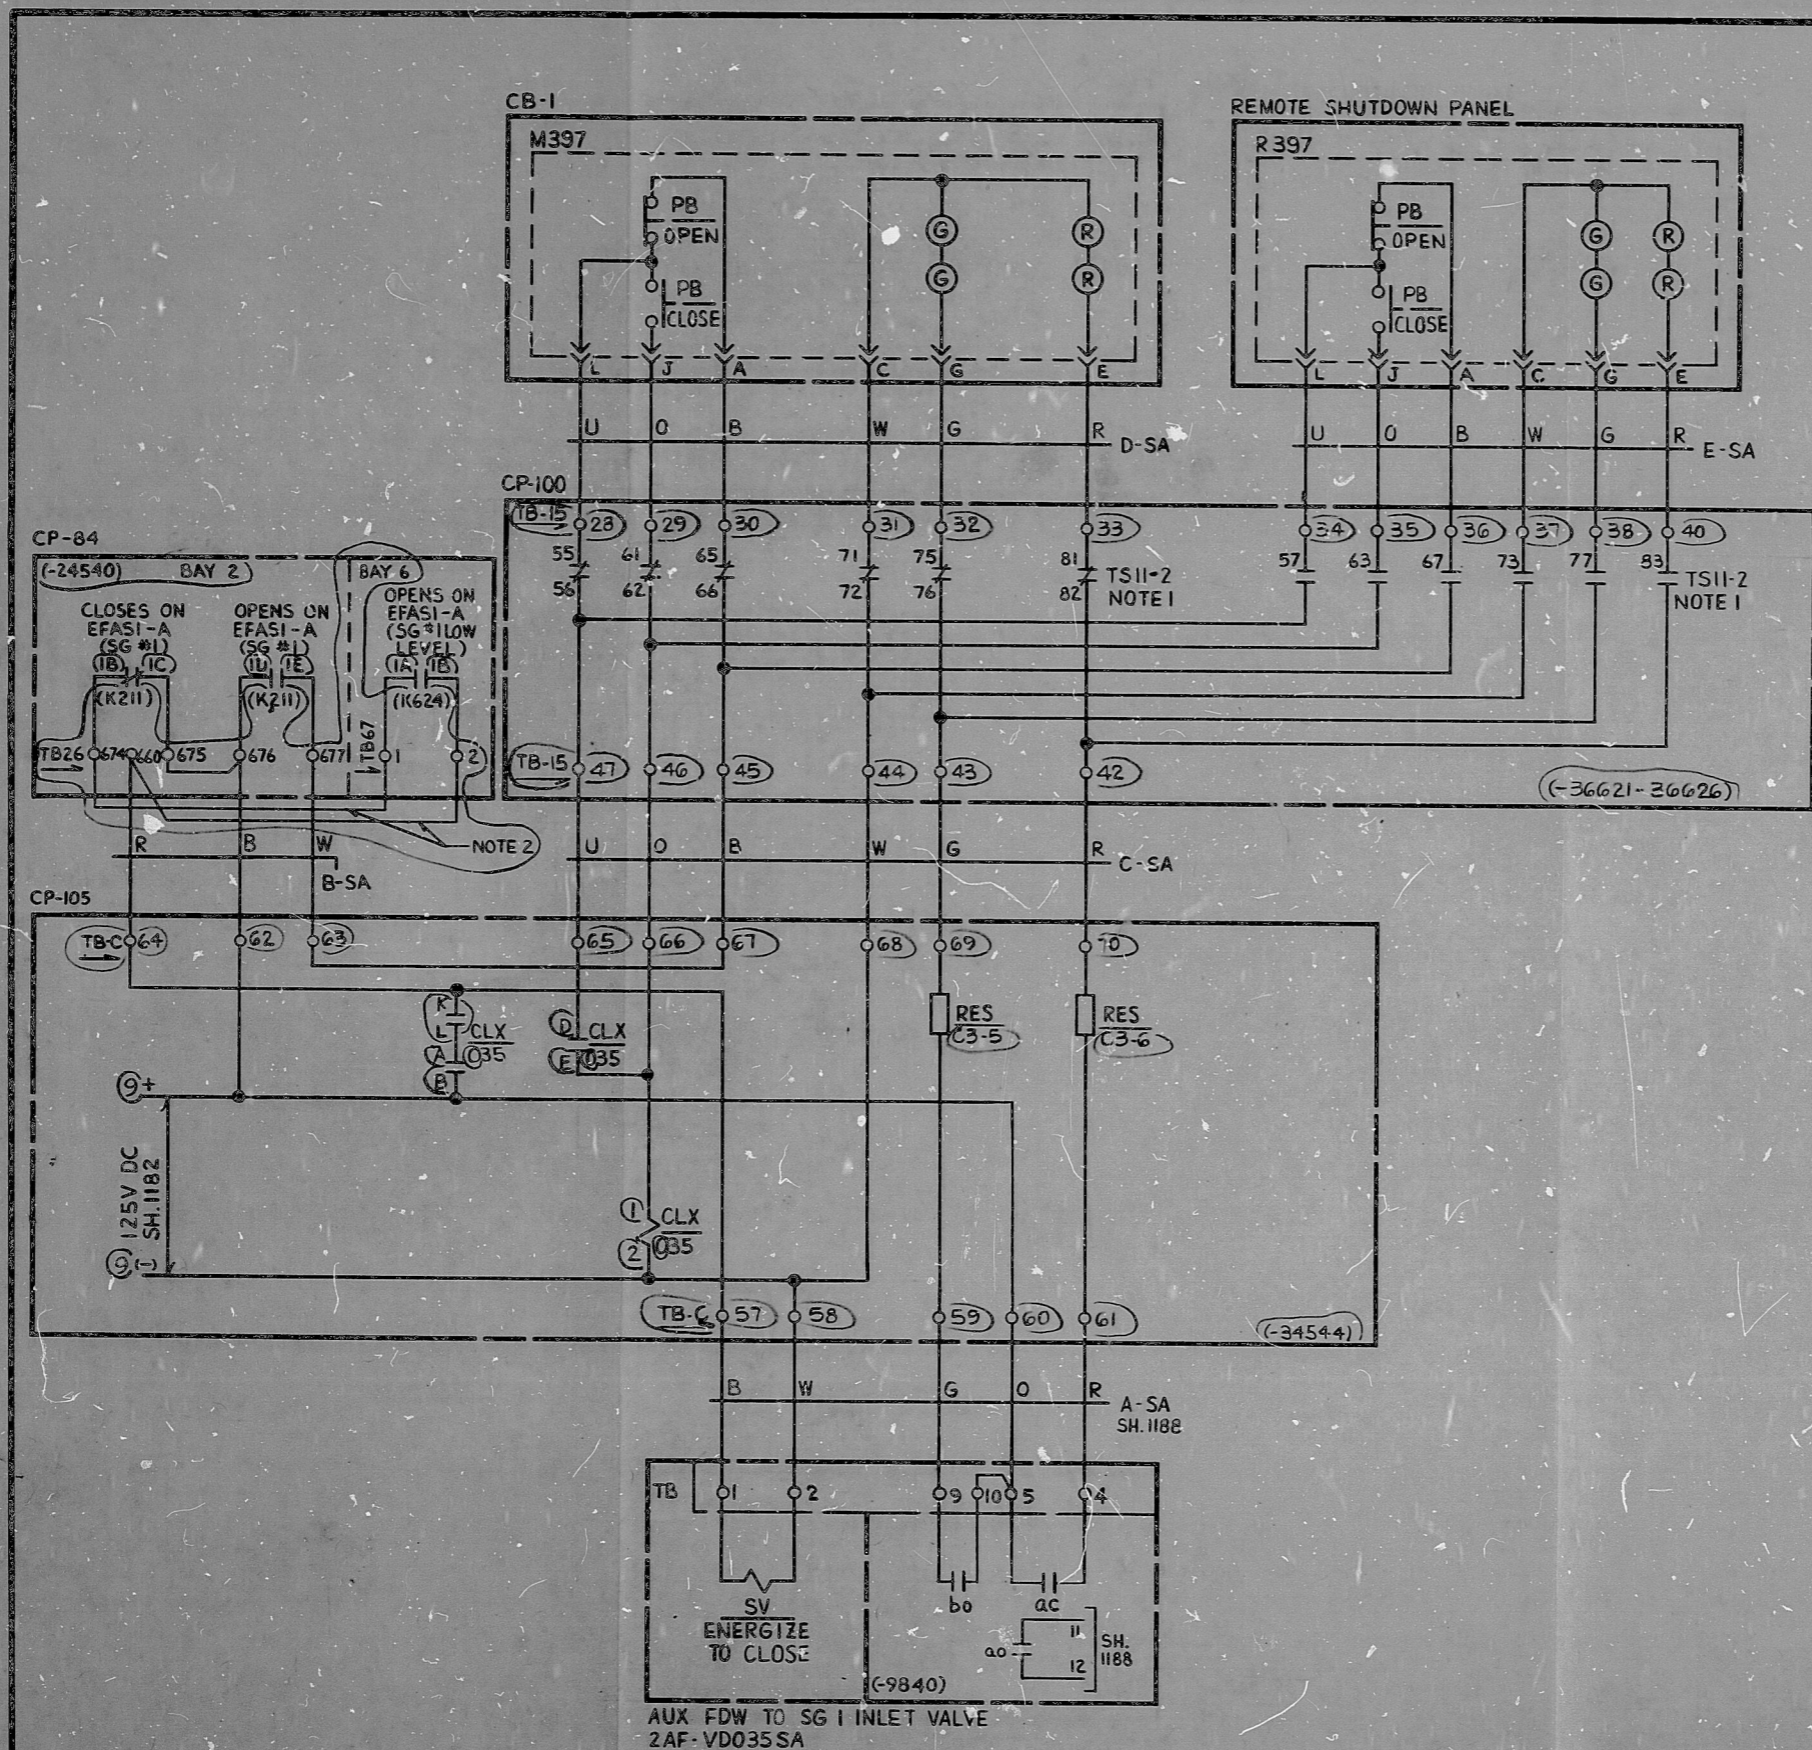 CB-1
REMOTE SHUTDOWN PANEL
M397
R397
PB
OPEN
PB
CLOSE
G
G
R
R
PB
OPEN
PB
CLOSE
G
G
R
R
L J A C G E
L J A C G E
U O B W G R
D-SA
U O B W G R
E-SA
CP-100
TB-15 28 29 30 31 32 33 34 35 36 37 38 40
55 61 65 71 75 81 57 63 67 73 77 83
56 62 66 72 76 82
TS11-2
NOTE 1
TS11-2
NOTE 1
CP-84
(-24540) BAY 2
BAY 6
CLOSES ON
EFAS1-A
(SG #1)
1B 1C
(K211)
OPENS ON
EFAS1-A
(SG #1)
1E
(K211)
OPENS ON
EFAS1-A
(SG #1 LOW
LEVEL)
1A 1B
(K624)
TB26 674 660 675 676 677
TB67 1 2
TB-15 47 46 45 44 43 42
(-36621-36626)
NOTE 2
R B W
B-SA
U O B W G R
C-SA
CP-105
TB-C 64 62 63 65 66 67 68 69 70
K
L
A
B
CLX
035
D
E
CLX
035
RES
C3-5
RES
C3-6
9 +
125V DC
SH.1182
9 (-)
1
2
CLX
035
TB-C 57 58 59 60 61
(-34544)
B W G O R
A-SA
SH.1188
TB 1 2 9 10 5 4
SV
ENERGIZE
TO CLOSE
bo
ac
ao
11
12
SH.
1188
(-9840)
AUX FDW TO SG 1 INLET VALVE
2AF-VD035SA